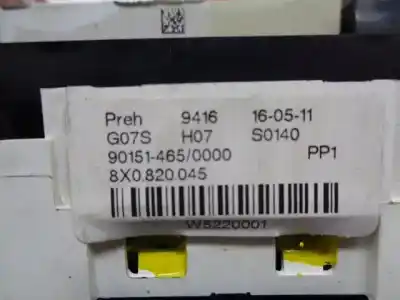 Preh 9416 16-05-11
G07S H07 S0140
90151-465/0000 PP1
8X0.820.045
W5220001